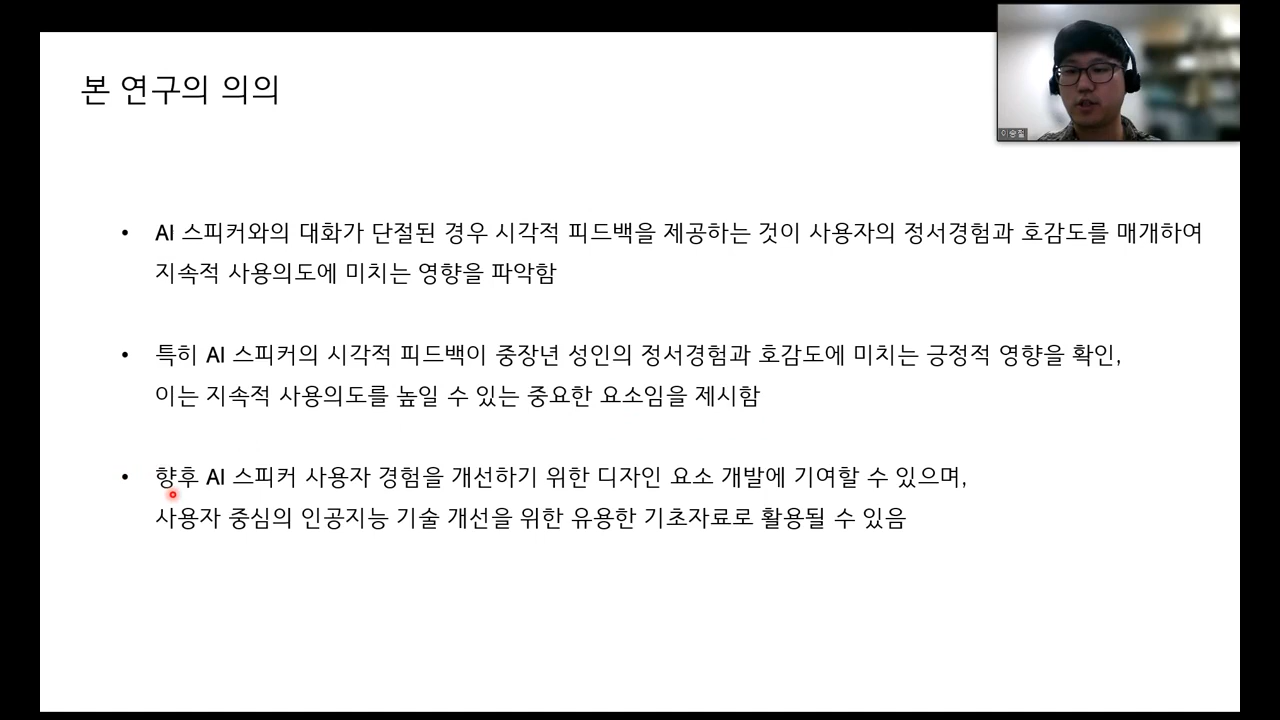 본 연구의 의의
이승철
• AI 스피커와의 대화가 단절된 경우 시각적 피드백을 제공하는 것이 사용자의 정서경험과 호감도를 매개하여
지속적 사용의도에 미치는 영향을 파악함
• 특히 AI 스피커의 시각적 피드백이 중장년 성인의 정서경험과 호감도에 미치는 긍정적 영향을 확인,
이는 지속적 사용의도를 높일 수 있는 중요한 요소임을 제시함
• 향후 AI 스피커 사용자 경험을 개선하기 위한 디자인 요소 개발에 기여할 수 있으며,
사용자 중심의 인공지능 기술 개선을 위한 유용한 기초자료로 활용될 수 있음